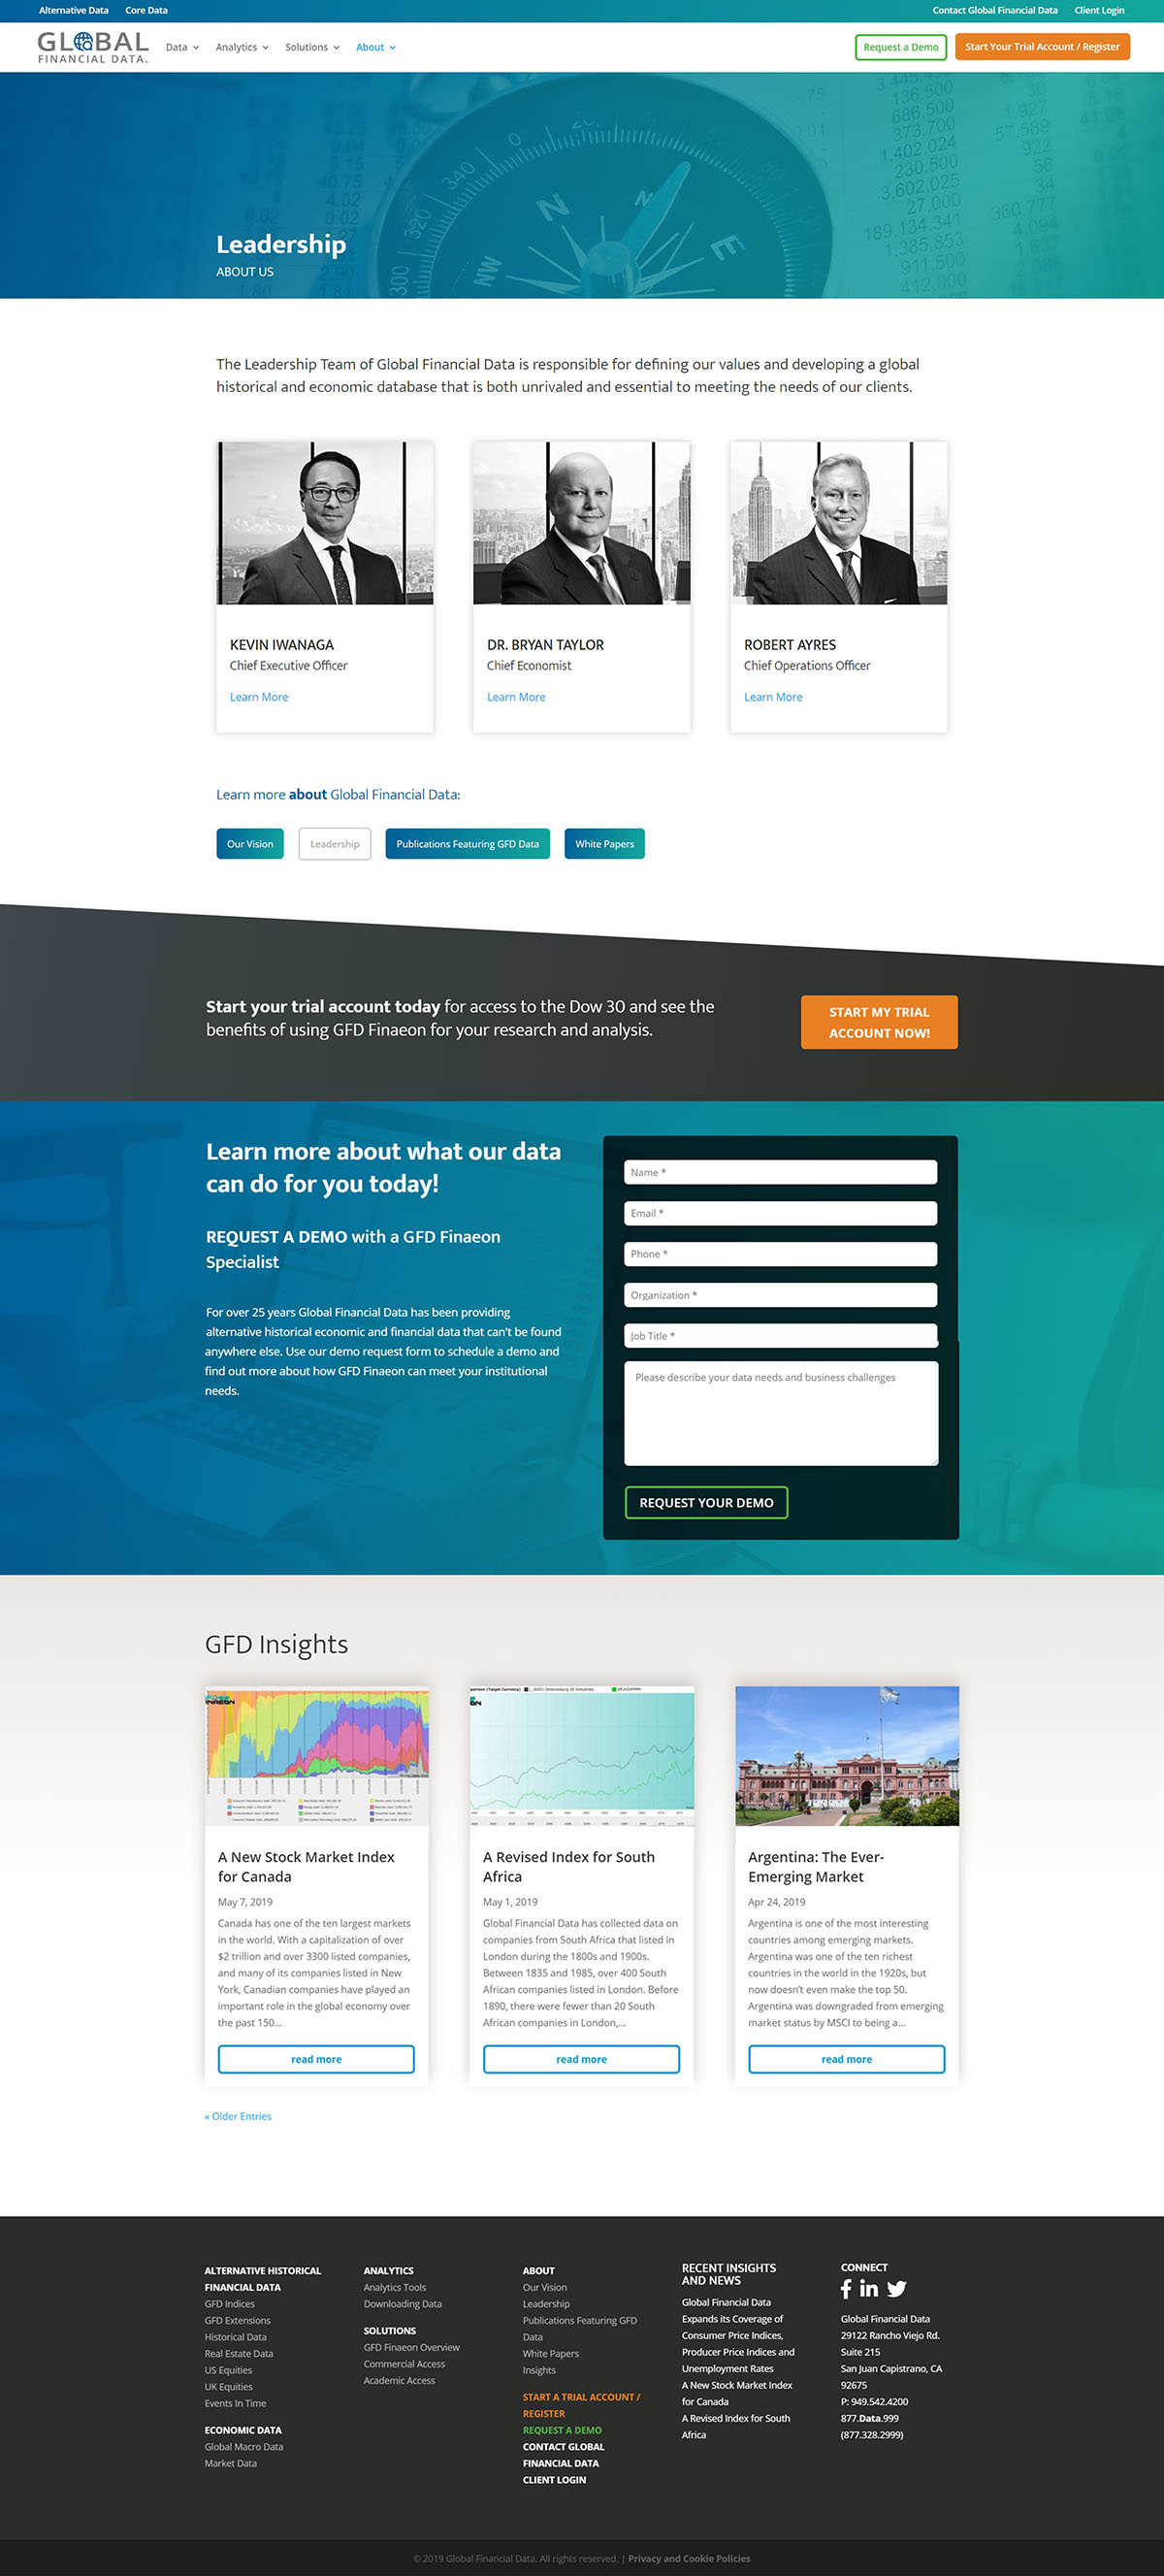 Alternative Data Core Data Contact Global Financial Data Client Login
GLOBAL
FINANCIAL DATA.
Data Analytics Solutions About Request a Demo Start Your Trial Account / Register
Leadership
ABOUT US
The Leadership Team of Global Financial Data is responsible for defining our values and developing a global
historical and economic database that is both unrivaled and essential to meeting the needs of our clients.
KEVIN IWANAGA
Chief Executive Officer
Learn More
DR. BRYAN TAYLOR
Chief Economist
Learn More
ROBERT AYRES
Chief Operations Officer
Learn More
Learn more about Global Financial Data:
Our Vision Leadership Publications Featuring GFD Data White Papers
Start your trial account today for access to the Dow 30 and see the
benefits of using GFD Finaeon for your research and analysis.
START MY TRIAL
ACCOUNT NOW!
Learn more about what our data
can do for you today!
REQUEST A DEMO with a GFD Finaeon
Specialist
For over 25 years Global Financial Data has been providing
alternative historical economic and financial data that can't be found
anywhere else. Use our demo request form to schedule a demo and
find out more about how GFD Finaeon can meet your institutional
needs.
Name *
Email *
Phone *
Organization *
Job Title *
Please describe your data needs and business challenges
REQUEST YOUR DEMO
GFD Insights
A New Stock Market Index
for Canada
May 7, 2019
Canada has one of the ten largest markets
in the world. With a capitalization of over
$2 trillion and over 3300 listed companies,
and many of its companies listed in New
York, Canadian companies have played an
important role in the global economy over
the past 150...
read more
A Revised Index for South
Africa
May 1, 2019
Global Financial Data has collected data on
companies from South Africa that listed in
London during the 1800s and 1900s.
Between 1835 and 1985, over 400 South
African companies listed in London. Before
1890, there were fewer than 20 South
African companies in London,...
read more
Argentina: The Ever-
Emerging Market
Apr 24, 2019
Argentina is one of the most interesting
countries among emerging markets.
Argentina was one of the ten richest
countries in the world in the 1920s, but
now doesn't even make the top 50.
Argentina was downgraded from emerging
market status by MSCI to being a...
read more
« Older Entries
ALTERNATIVE HISTORICAL
FINANCIAL DATA
GFD Indices
GFD Extensions
Historical Data
Real Estate Data
US Equities
UK Equities
Events In Time
ECONOMIC DATA
Global Macro Data
Market Data
ANALYTICS
Analytics Tools
Downloading Data
SOLUTIONS
GFD Finaeon Overview
Commercial Access
Academic Access
ABOUT
Our Vision
Leadership
Publications Featuring GFD
Data
White Papers
Insights
START A TRIAL ACCOUNT /
REGISTER
REQUEST A DEMO
CONTACT GLOBAL
FINANCIAL DATA
CLIENT LOGIN
RECENT INSIGHTS
AND NEWS
Global Financial Data
Expands its Coverage of
Consumer Price Indices,
Producer Price Indices and
Unemployment Rates
A New Stock Market Index
for Canada
A Revised Index for South
Africa
CONNECT
Global Financial Data
29122 Rancho Viejo Rd.
Suite 215
San Juan Capistrano, CA
92675
P: 949.542.4200
877.Data.999
(877.328.2999)
© 2019 Global Financial Data. All rights reserved. | Privacy and Cookie Policies